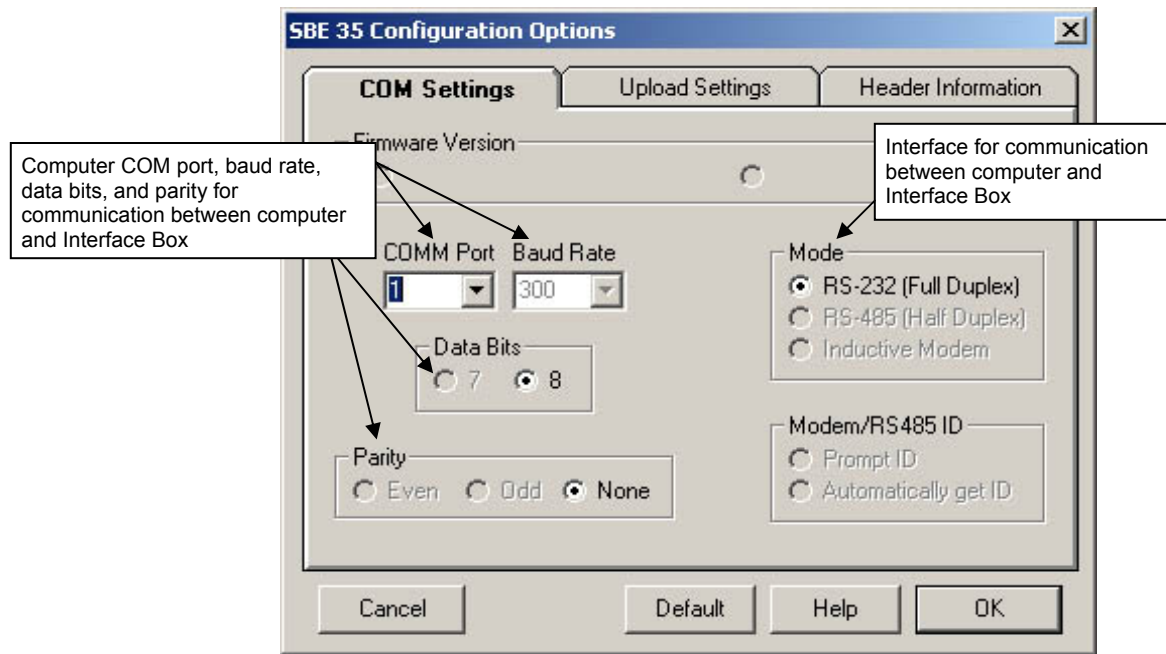 SBE 35 Configuration Options
COM Settings
Upload Settings
Header Information
Firmware Version
Computer COM port, baud rate,
data bits, and parity for
communication between computer
and Interface Box
Interface for communication
between computer and
Interface Box
COMM Port
Baud Rate
1
300
Data Bits
7
8
Parity
Even
Odd
None
Mode
RS-232 (Full Duplex)
RS-485 (Half Duplex)
Inductive Modem
Modem/RS485 ID
Prompt ID
Automatically get ID
Cancel
Default
Help
OK